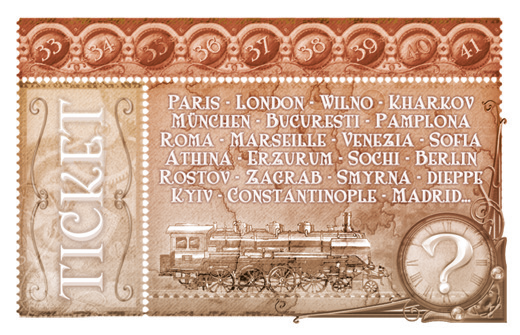 33 34 35 36 37 38 39 40 41
TICKET
PARIS - LONDON - WILNO - KHARKOV
MÜNCHEN - BUCURESTI - PAMPLONA
ROMA - MARSEILLE - VENEZIA - SOFIA
ATHINA - ERZURUM - SOCHI - BERLIN
ROSTOV - ZAGRAB - SMYRNA - DIEPPE
KYIV - CONSTANTINOPLE - MADRID...
?